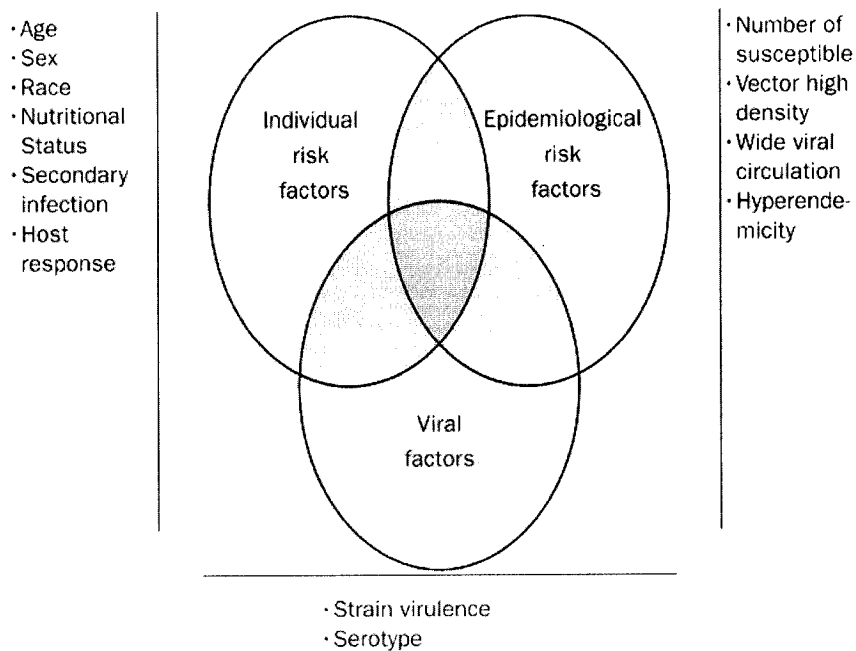 · Age
· Sex
· Race
· Nutritional
Status
· Secondary
infection
· Host
response
Individual
risk
factors
Epidemiological
risk
factors
Viral
factors
· Number of
susceptible
· Vector high
density
· Wide viral
circulation
· Hyperende-
micity
· Strain virulence
· Serotype